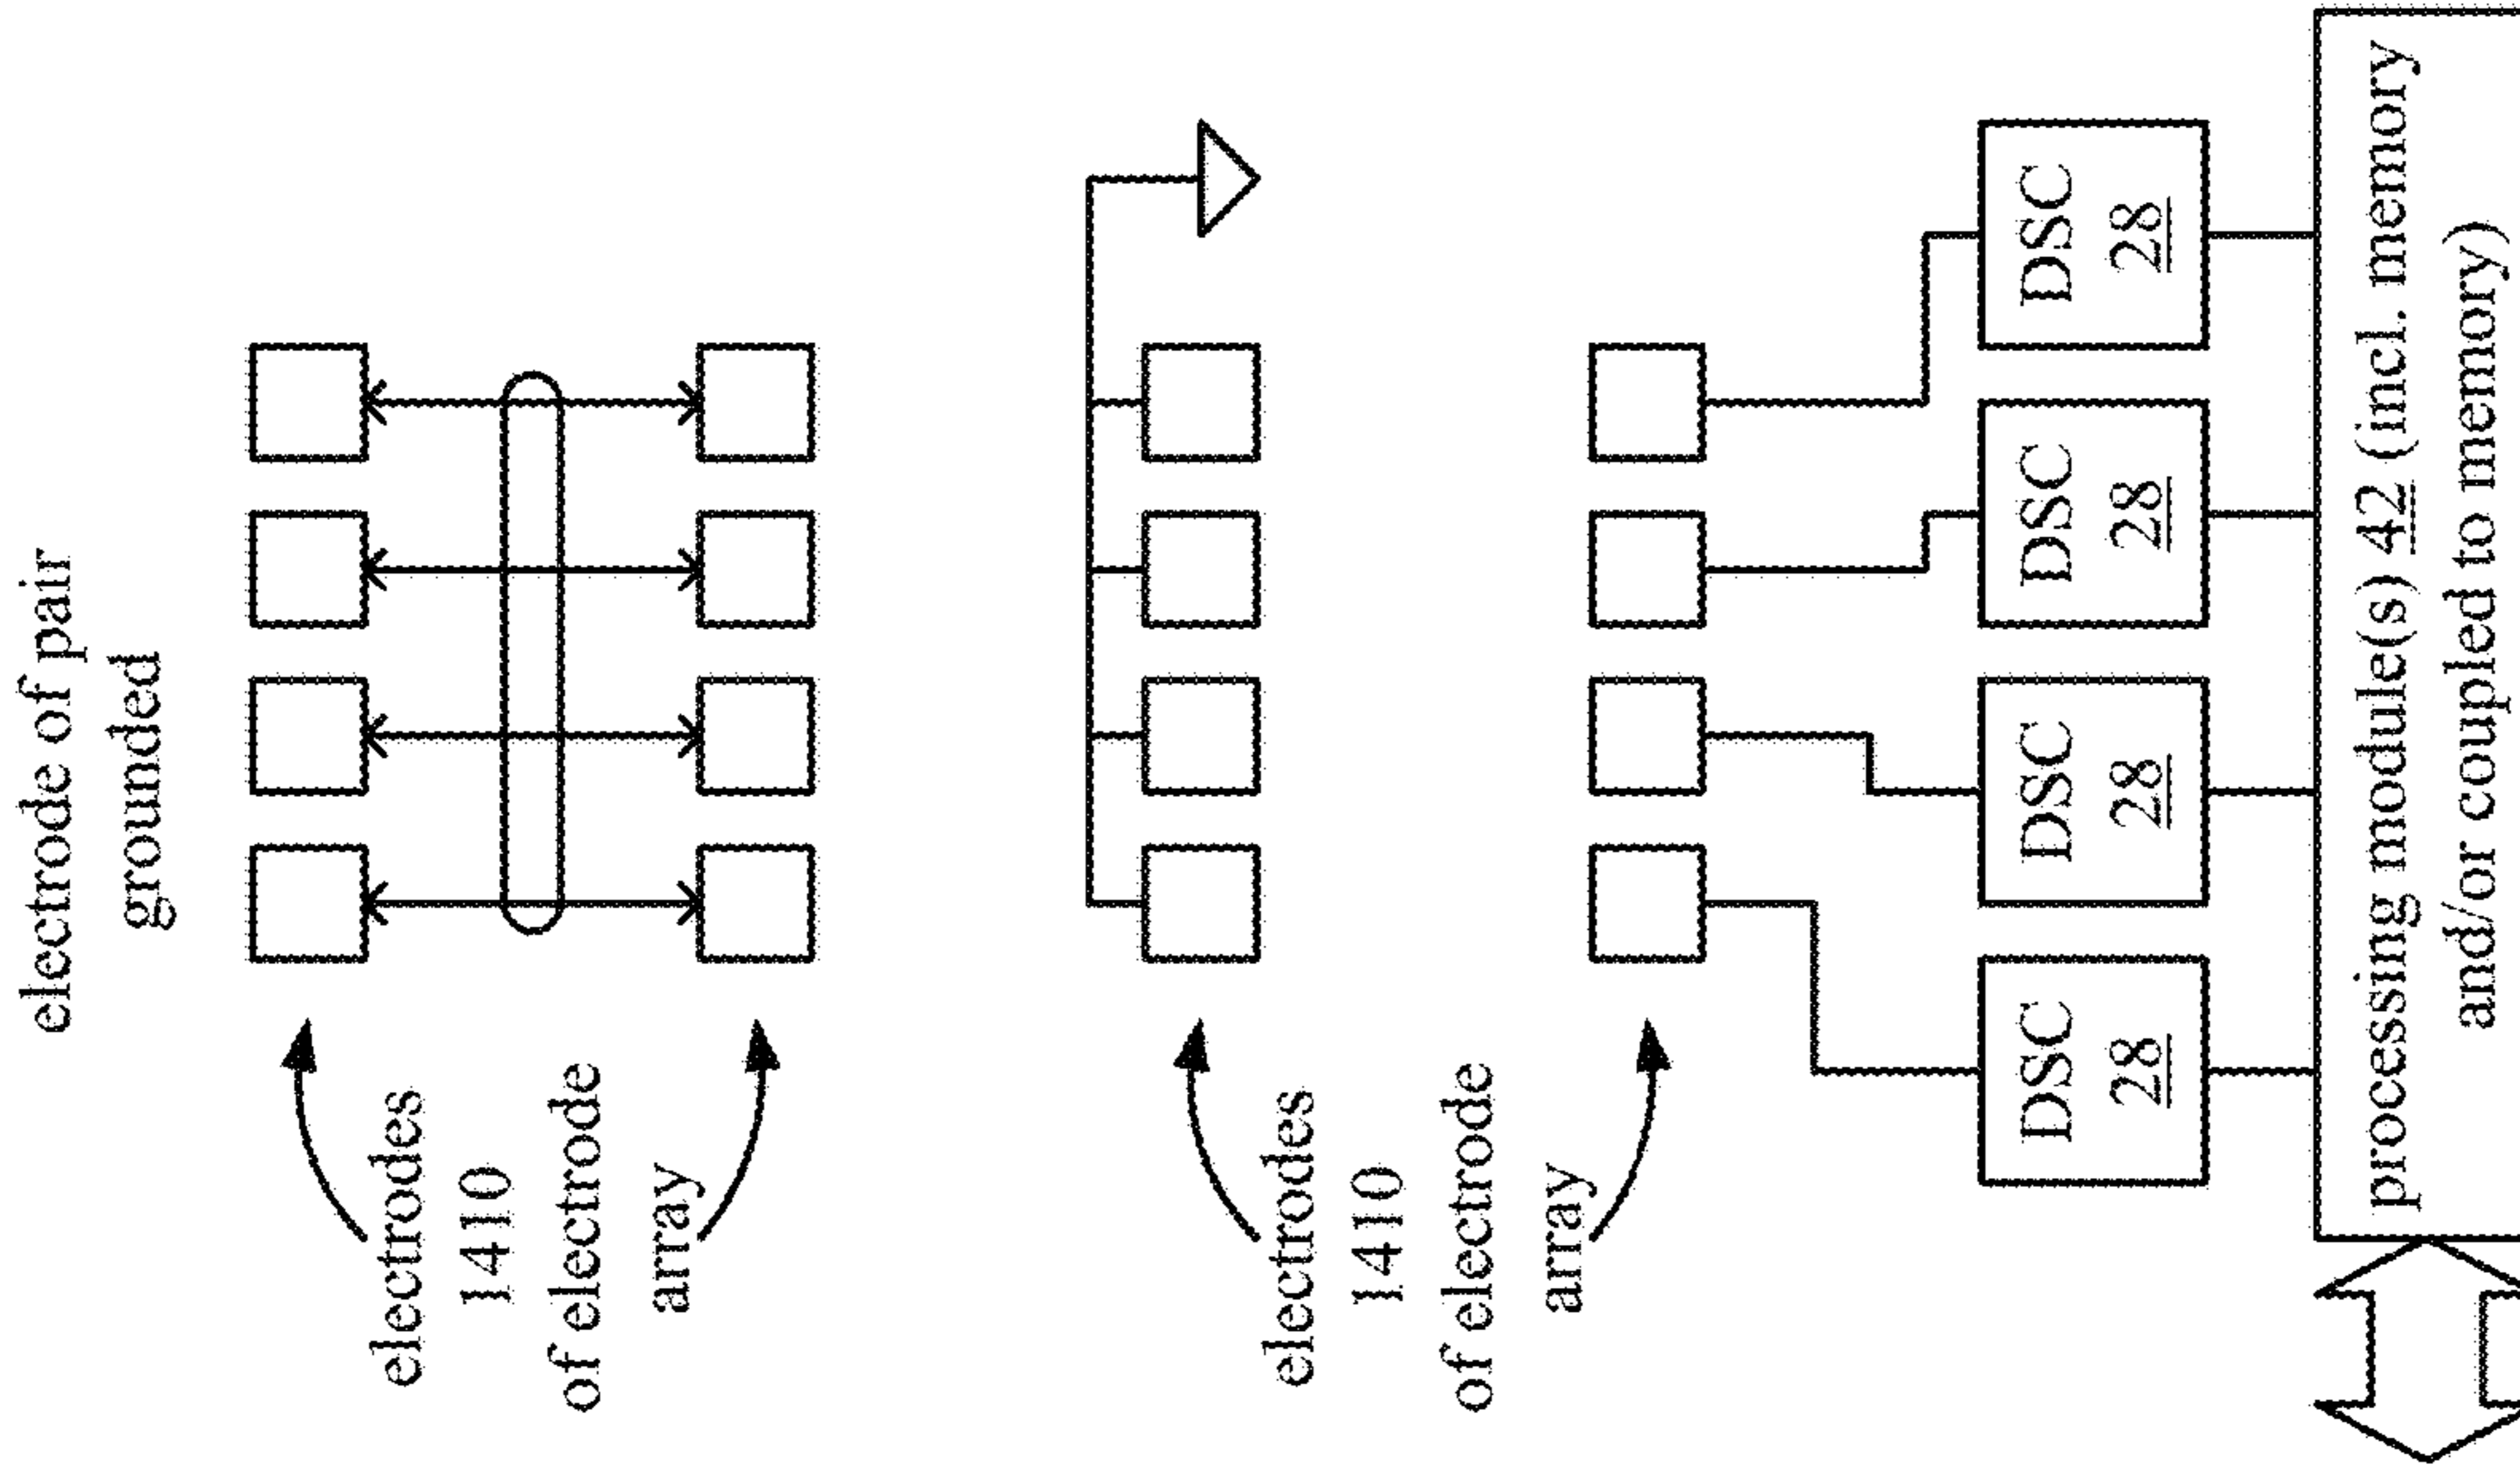 electrode of pair
grounded
electrodes
1410
of electrode
array
electrodes
1410
of electrode
array
DSC
28
DSC
28
DSC
28
DSC
28
processing module(s) 42 (incl. memory
and/or coupled to memory)